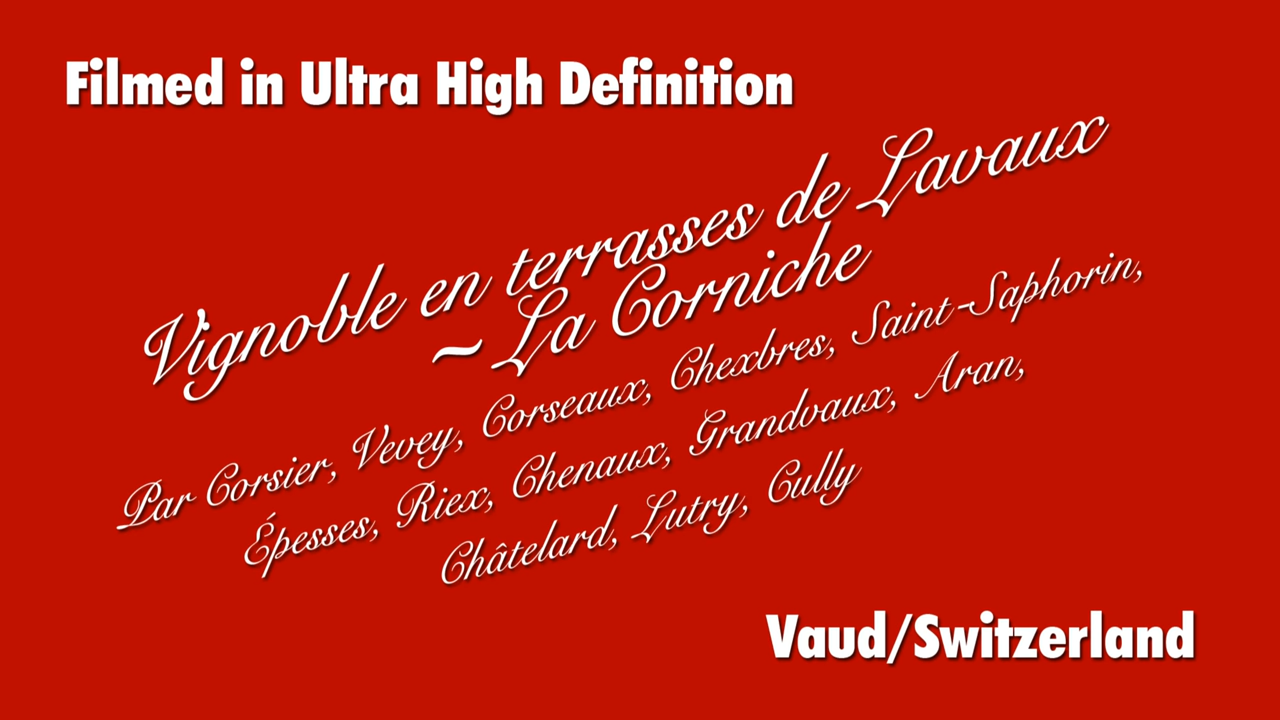 Filmed in Ultra High Definition
Vignoble en terrasses de Lavaux
~ La Corniche
Par Corsier, Vevey, Corseaux, Chexbres, Saint-Saphorin,
Épesses, Riex, Chenaux, Grandvaux, Aran,
Châtelard, Lutry, Cully
Vaud/Switzerland